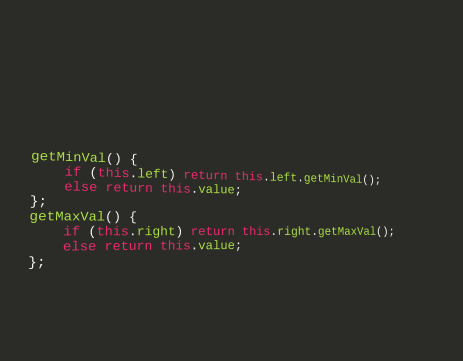 getMinVal() {
if (this.left) return this.left.getMinVal();
else return this.value;
};
getMaxVal() {
if (this.right) return this.right.getMaxVal();
else return this.value;
};